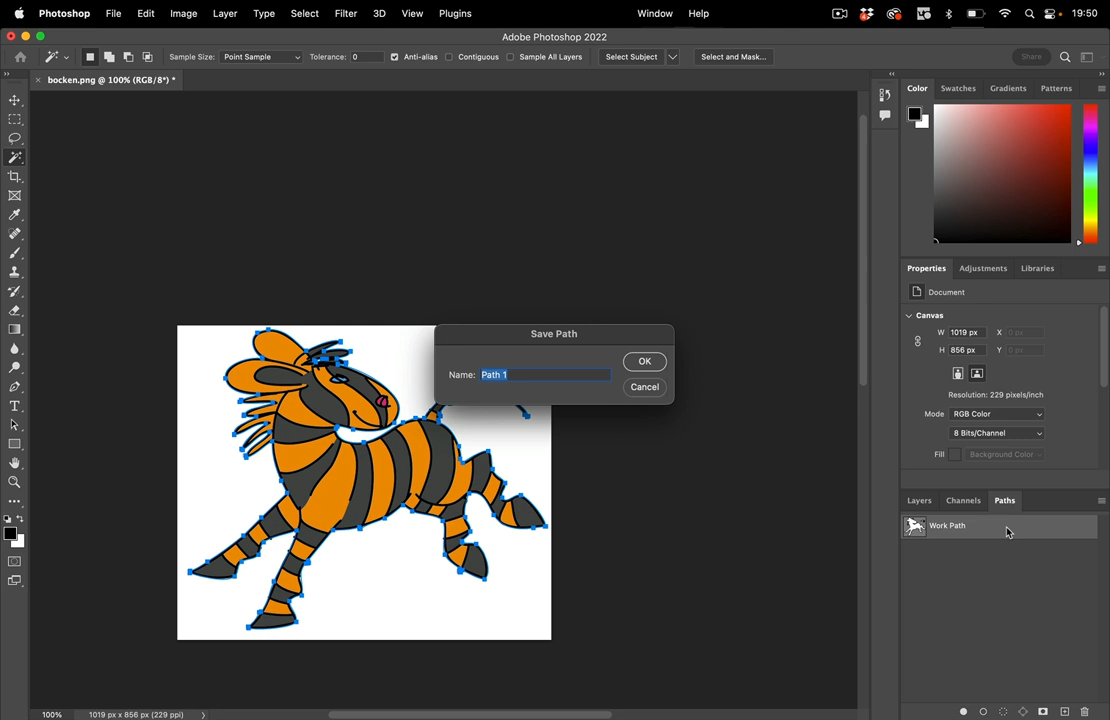 Photoshop File Edit Image Layer Type Select Filter 3D View Plugins Window Help 19:50
Adobe Photoshop 2022
Sample Size: Point Sample Tolerance: 0 Anti-alias Contiguous Sample All Layers Select Subject Select and Mask... Share
bocken.png @ 100% (RGB/8*) *
Color Swatches Gradients Patterns
Properties Adjustments Libraries
Document
Canvas
W 1019 px X 0 px
H 856 px Y 0 px
Resolution: 229 pixels/inch
Mode RGB Color
8 Bits/Channel
Fill Background Color
Save Path
Name: Path 1
OK
Cancel
Layers Channels Paths
Work Path
100% 1019 px x 856 px (229 ppi)